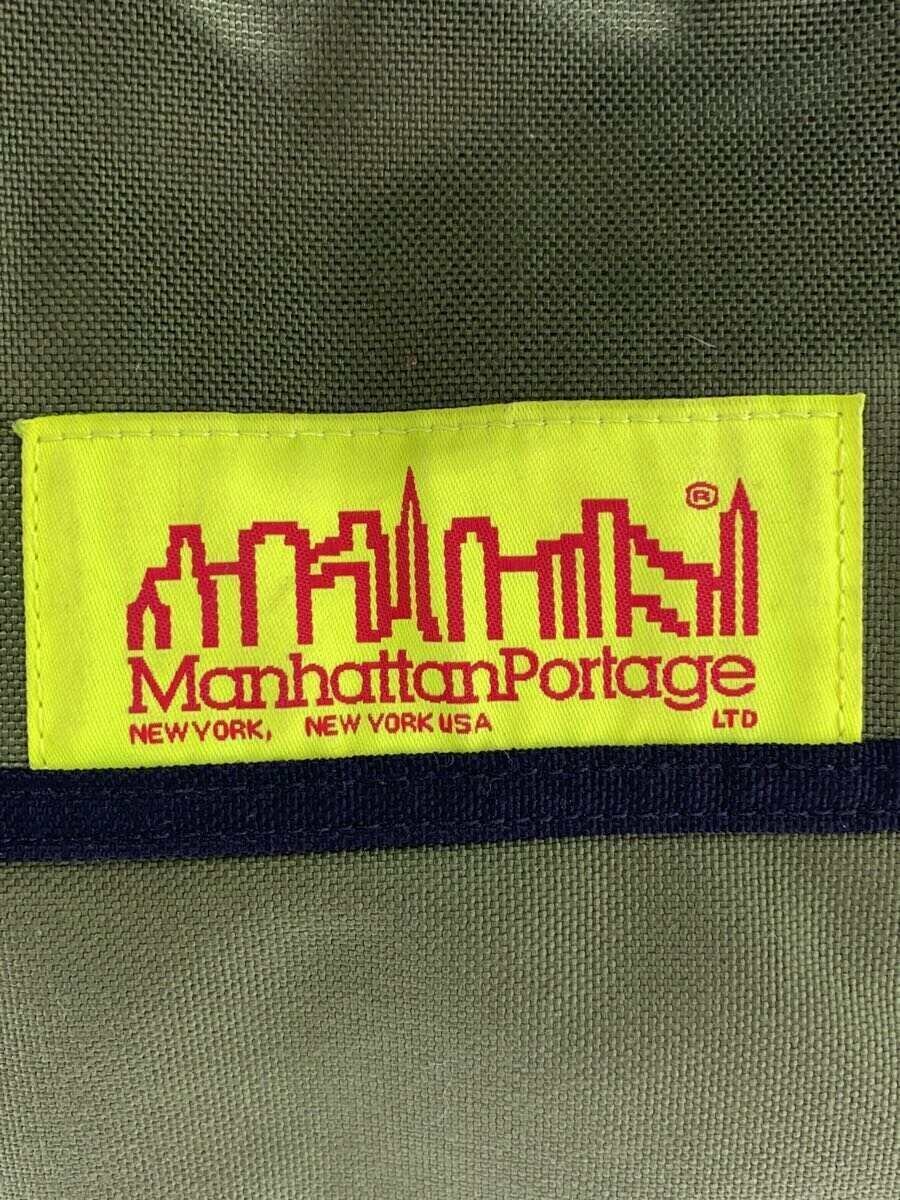 ®
ManhattanPortage
NEW YORK, NEW YORK USA LTD